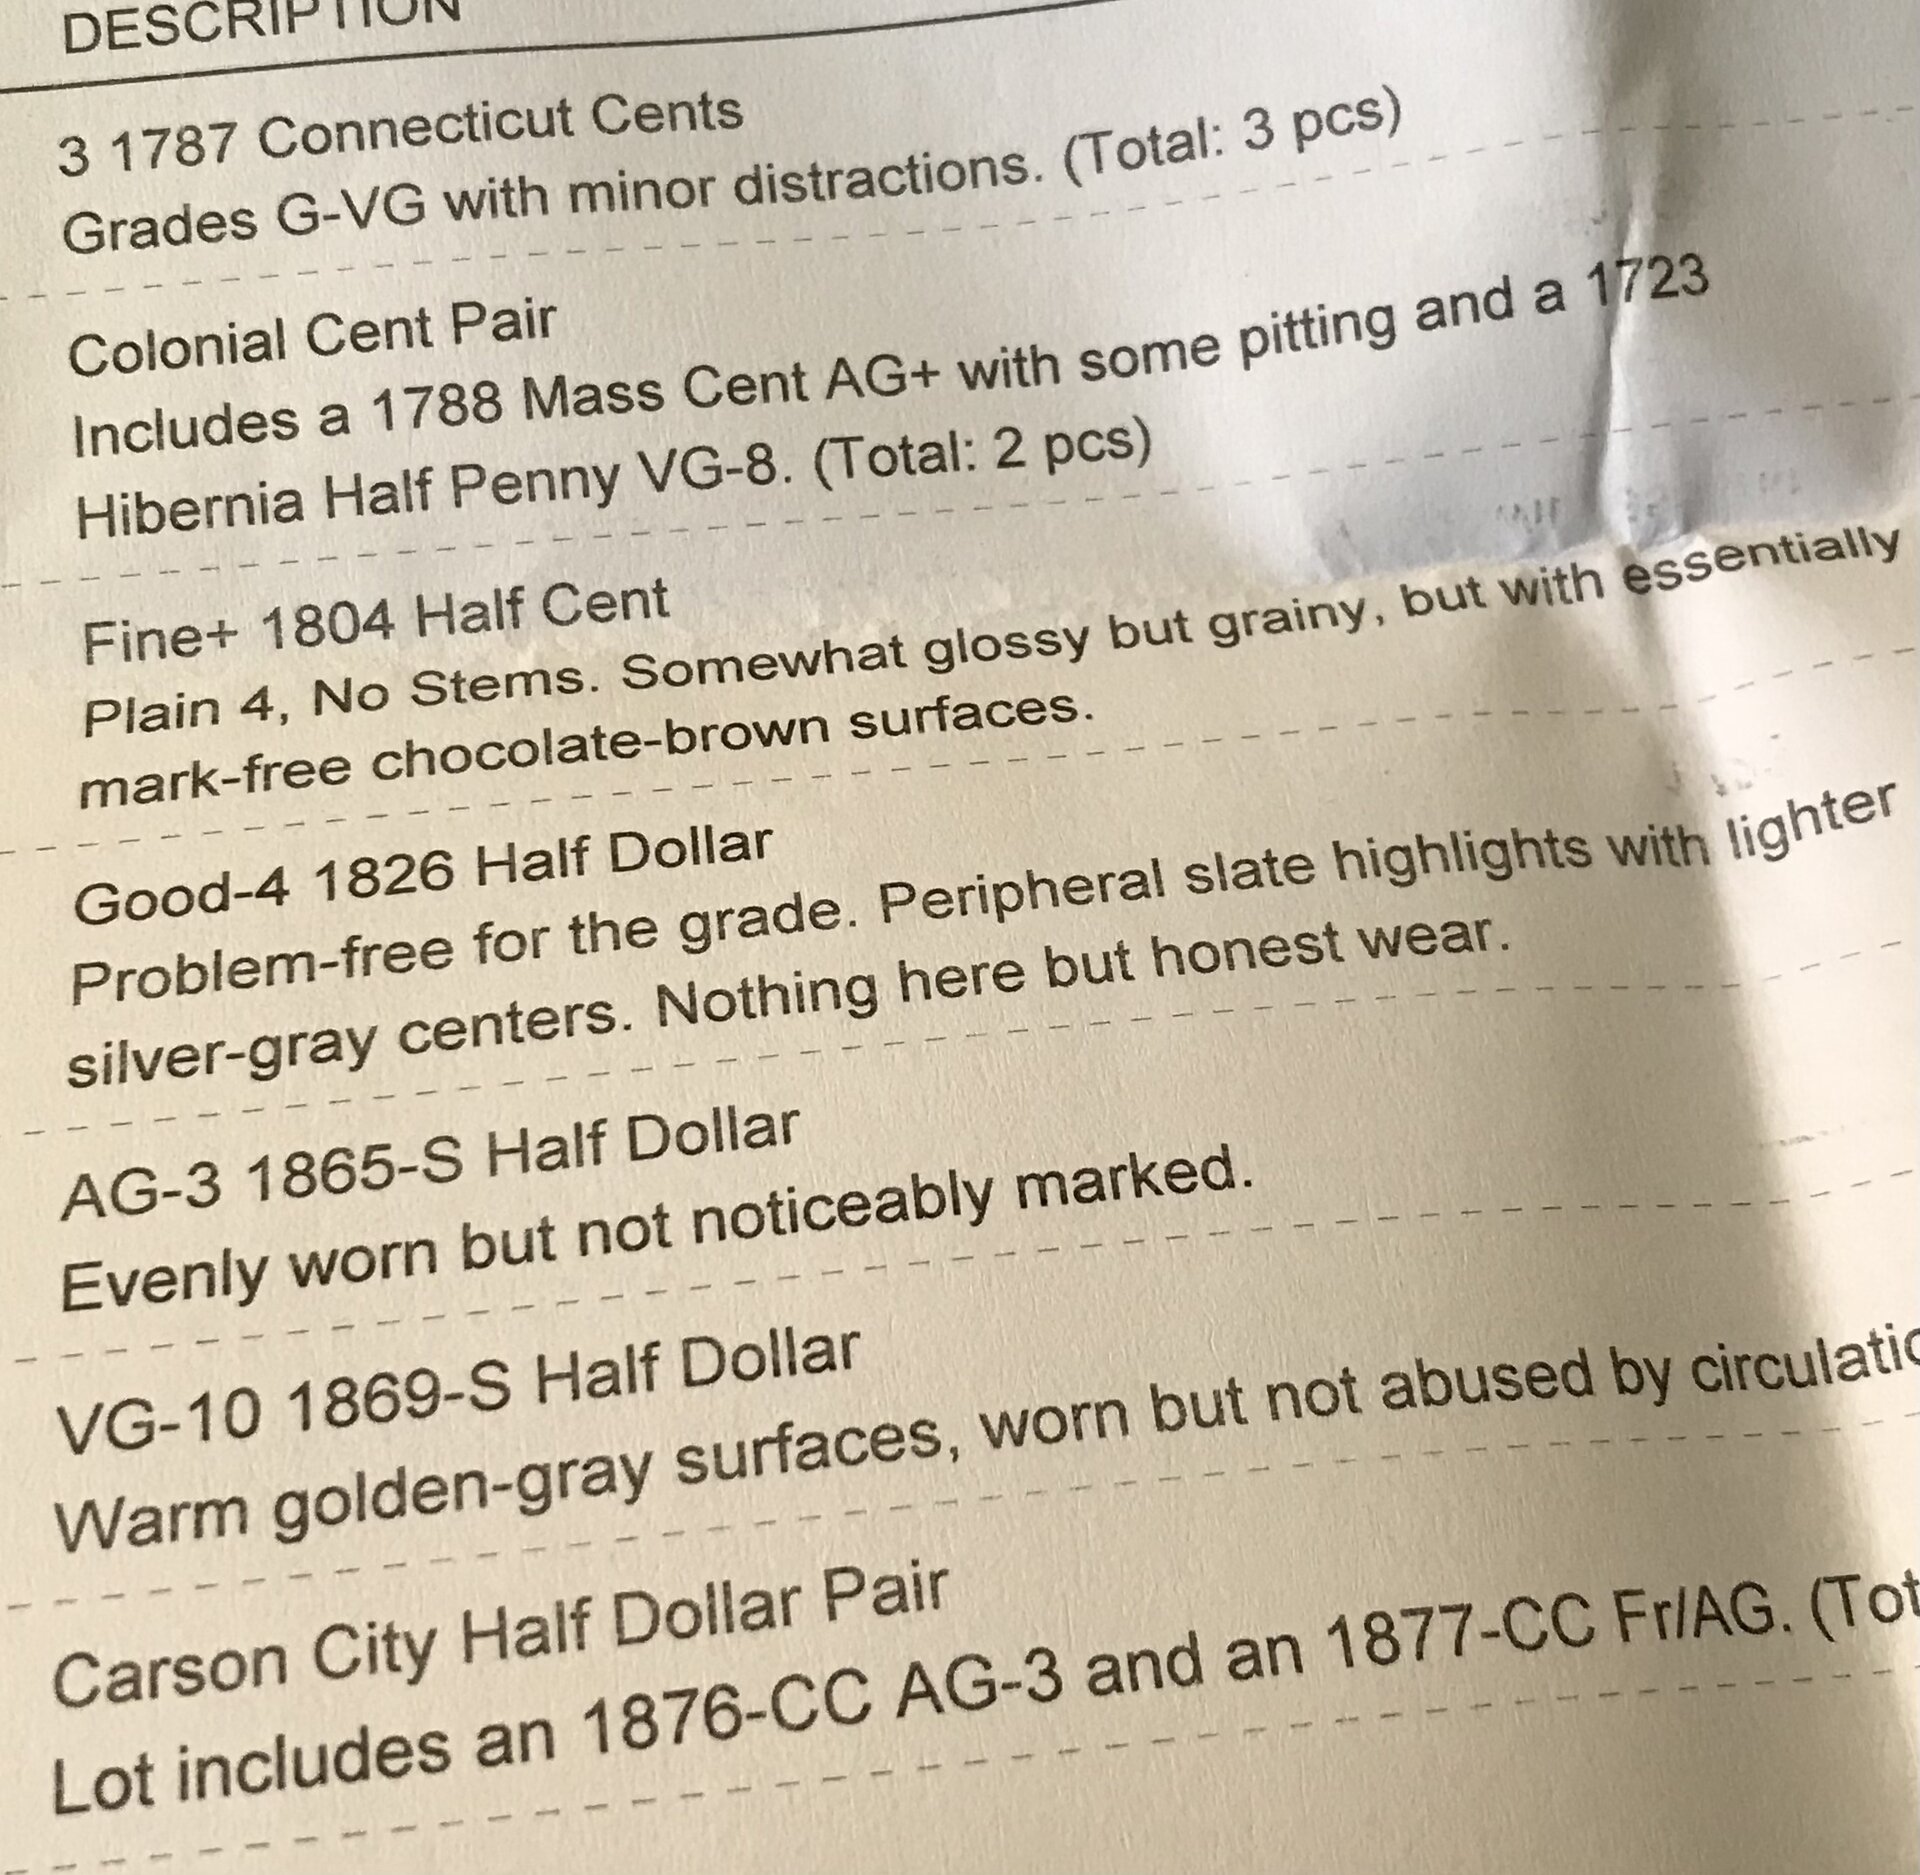 DESCRIPTION
3 1787 Connecticut Cents
Grades G-VG with minor distractions. (Total: 3 pcs)
Colonial Cent Pair
Includes a 1788 Mass Cent AG+ with some pitting and a 1723
Hibernia Half Penny VG-8. (Total: 2 pcs)
Fine+ 1804 Half Cent
Plain 4, No Stems. Somewhat glossy but grainy, but with essentially
mark-free chocolate-brown surfaces.
Good-4 1826 Half Dollar
Problem-free for the grade. Peripheral slate highlights with lighter
silver-gray centers. Nothing here but honest wear.
AG-3 1865-S Half Dollar
Evenly worn but not noticeably marked.
VG-10 1869-S Half Dollar
Warm golden-gray surfaces, worn but not abused by
Carson City Half Dollar Pair
Lot includes an 1876-CC AG-3 and an 1877-CC Fr/AG.